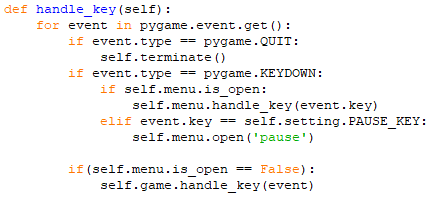 def handle_key(self):
    for event in pygame.event.get():
        if event.type == pygame.QUIT:
            self.terminate()
        if event.type == pygame.KEYDOWN:
            if self.menu.is_open:
                self.menu.handle_key(event.key)
            elif event.key == self.setting.PAUSE_KEY:
                self.menu.open('pause')

        if(self.menu.is_open == False):
            self.game.handle_key(event)